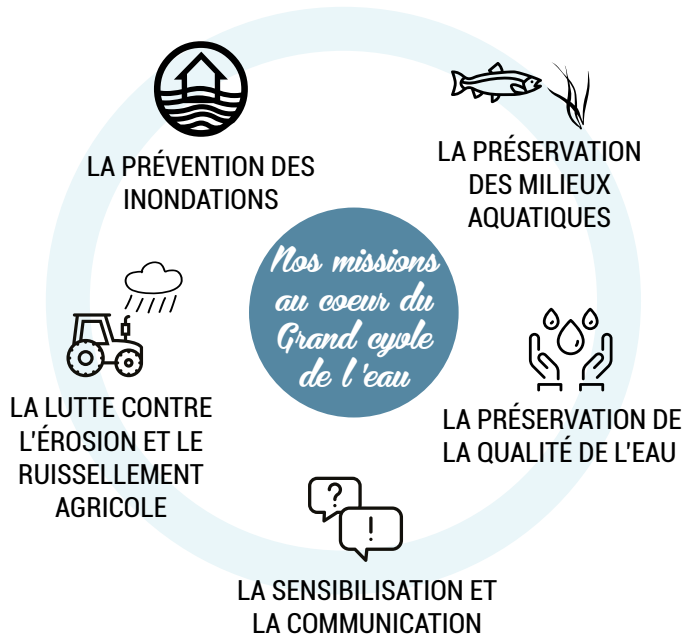 LA PRÉVENTION DES
INONDATIONS
LA PRÉSERVATION
DES MILIEUX
AQUATIQUES
Nos missions
au coeur du
Grand cycle
de l'eau
LA LUTTE CONTRE
L'ÉROSION ET LE
RUISSELLEMENT
AGRICOLE
LA PRÉSERVATION DE
LA QUALITÉ DE L'EAU
?
!
LA SENSIBILISATION ET
LA COMMUNICATION